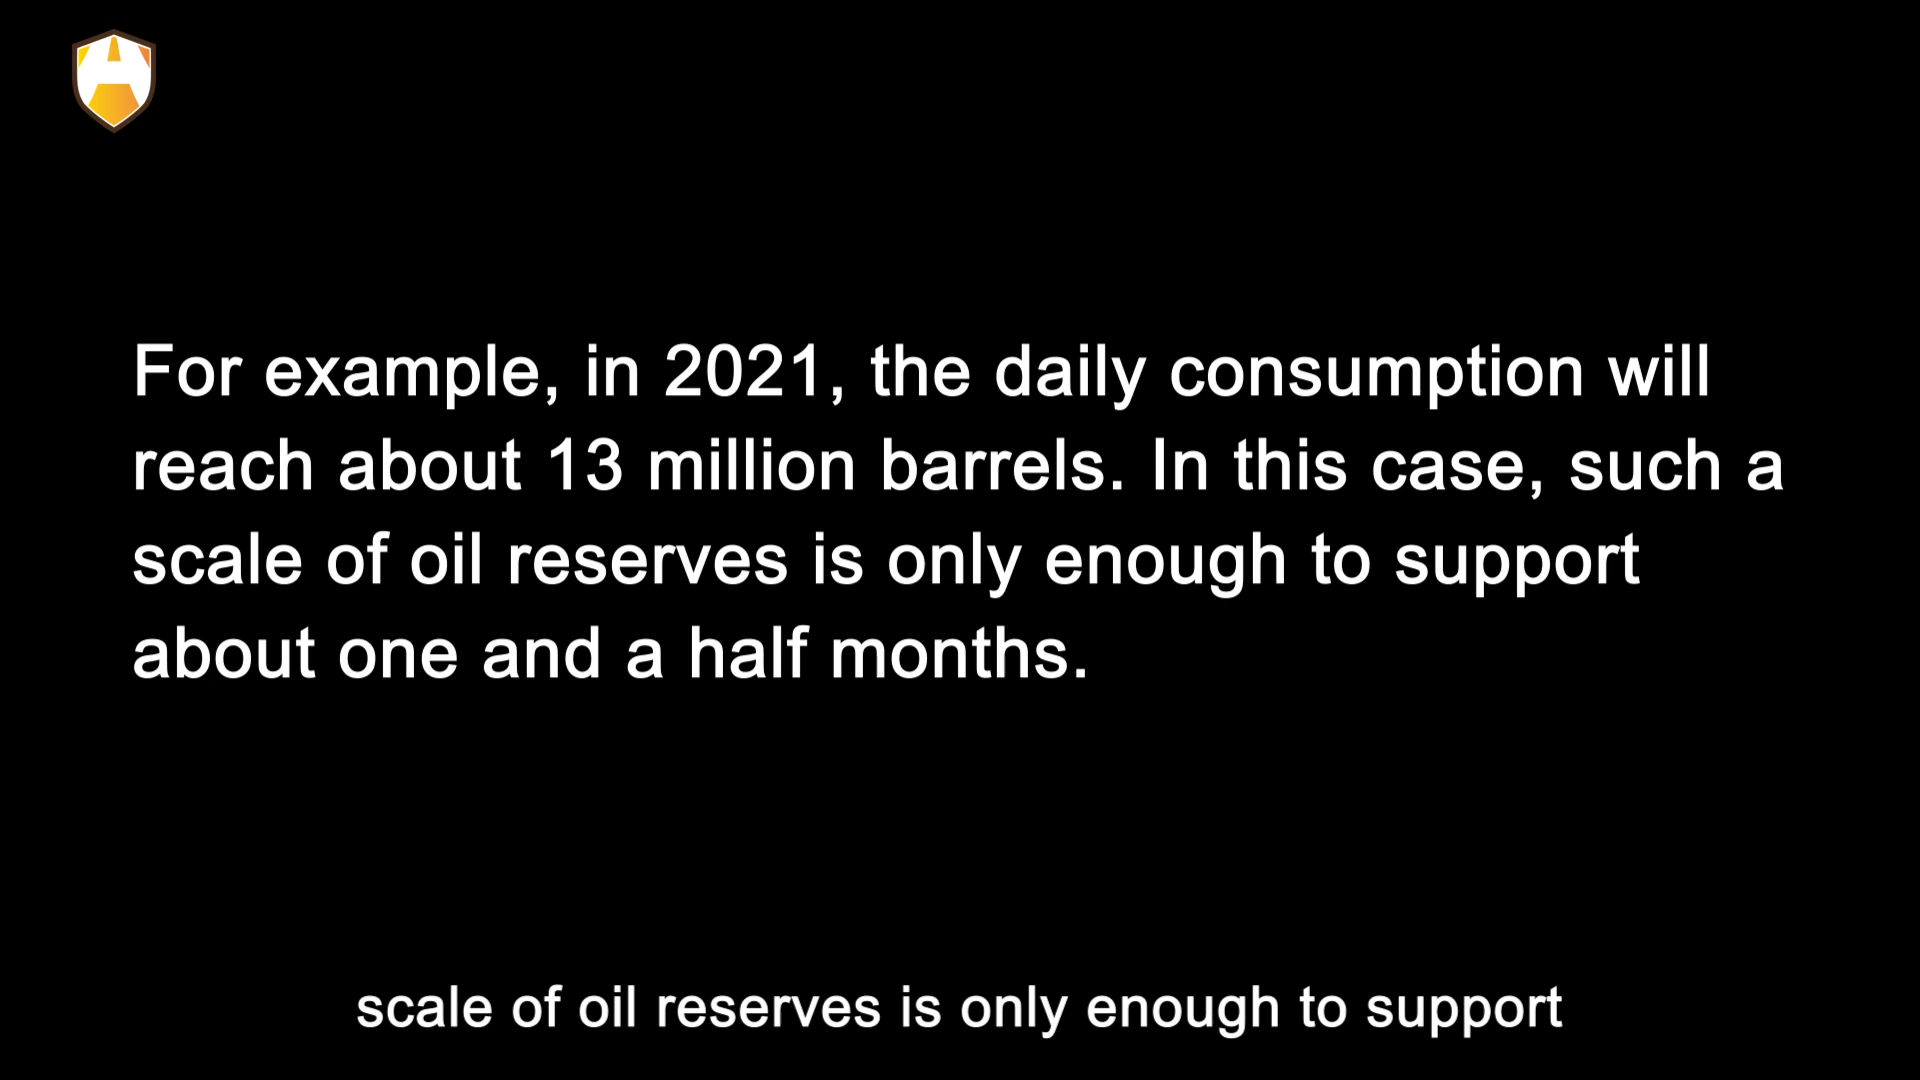 For example, in 2021, the daily consumption will
reach about 13 million barrels. In this case, such a
scale of oil reserves is only enough to support
about one and a half months.
scale of oil reserves is only enough to support